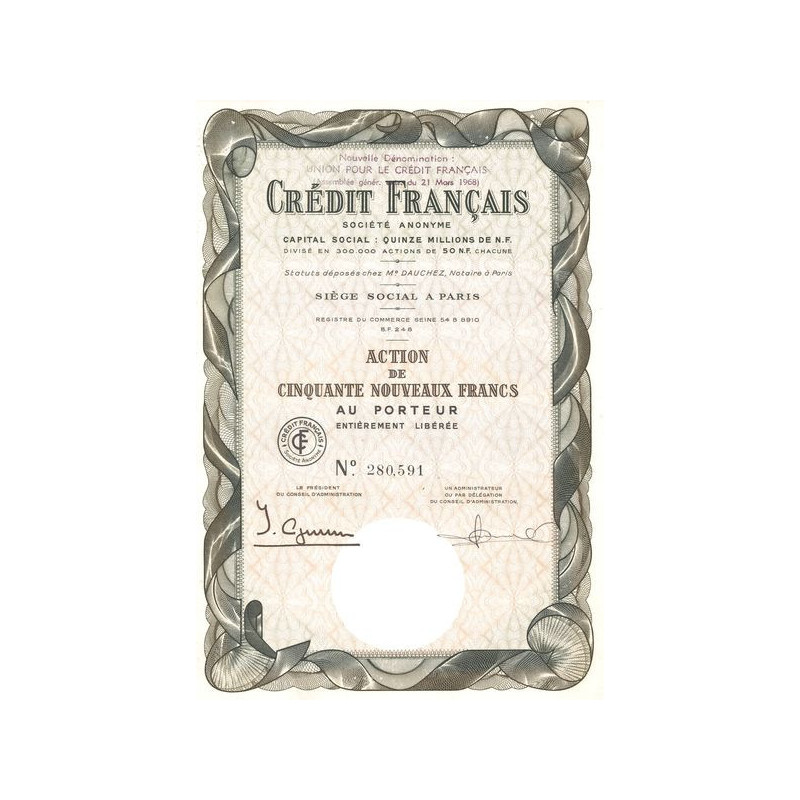 Nouvelle Dénomination :
UNION POUR LE CRÉDIT FRANÇAIS
(Assemblée génér. du 21 Mars 1968)
CRÉDIT FRANÇAIS
SOCIÉTÉ ANONYME
CAPITAL SOCIAL : QUINZE MILLIONS DE N.F.
DIVISÉ EN 300.000 ACTIONS DE 50 N.F. CHACUNE
Statuts déposés chez Mᵉ DAUCHEZ, Notaire à Paris
SIÈGE SOCIAL A PARIS
REGISTRE DU COMMERCE SEINE 54 B 8910
B.F. 248
ACTION
DE
CINQUANTE NOUVEAUX FRANCS
AU PORTEUR
ENTIÈREMENT LIBÉRÉE
CRÉDIT FRANÇAIS
CF
SOCIÉTÉ ANONYME
Nº. 280,591
LE PRÉSIDENT
DU CONSEIL D'ADMINISTRATION
UN ADMINISTRATEUR
OU PAR DÉLÉGATION
DU CONSEIL D'ADMINISTRATION,